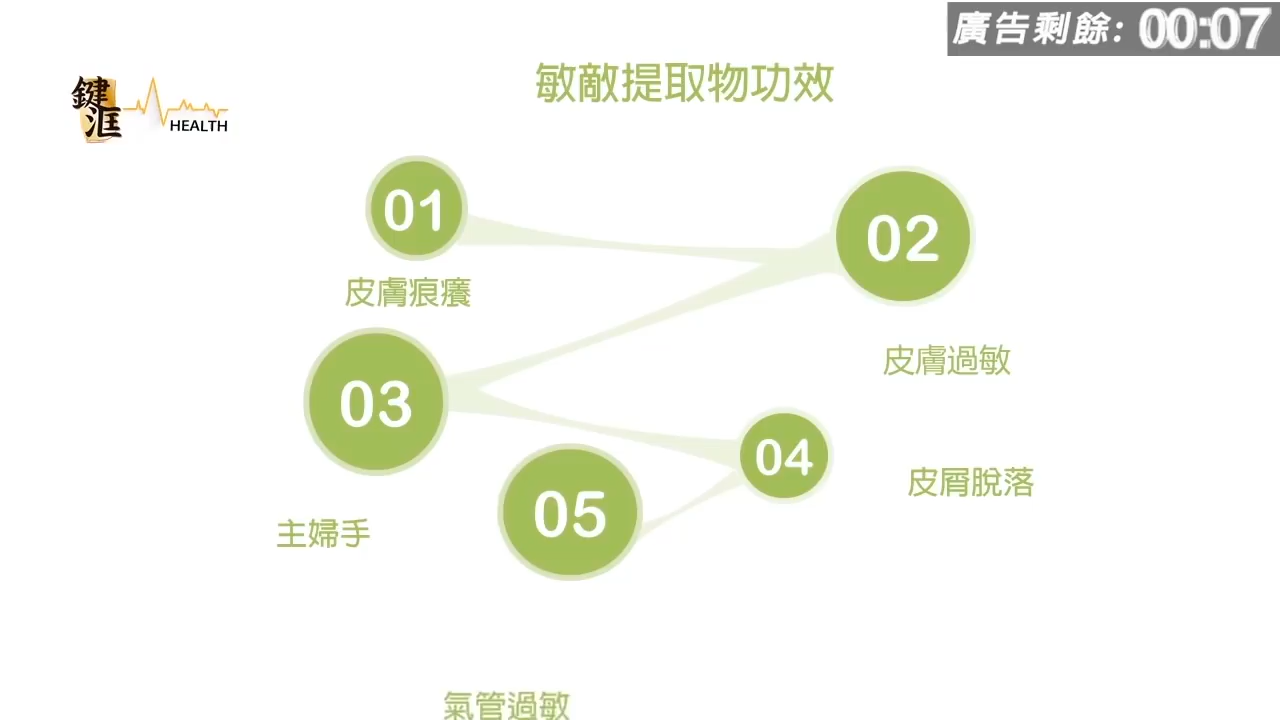 廣告剩餘: 00:07
敏敵提取物功效
鍵洭
HEALTH
01
皮膚痕癢
02
皮膚過敏
03
主婦手
04
皮屑脫落
05
氣管過敏